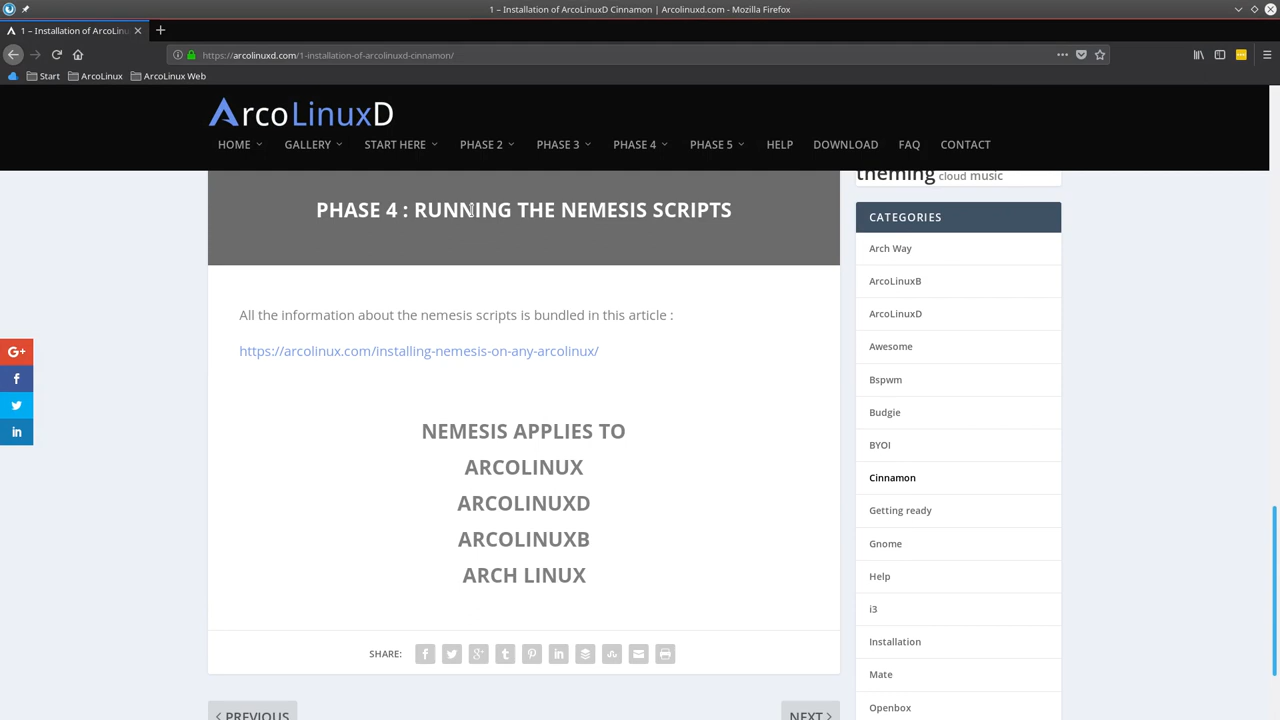 1 – Installation of ArcoLinuxD Cinnamon | Arcolinuxd.com - Mozilla Firefox
1 – Installation of ArcoLinu
https://arcolinuxd.com/1-installation-of-arcolinuxd-cinnamon/
Start ArcoLinux ArcoLinux Web
ArcoLinuxD
HOME GALLERY START HERE PHASE 2 PHASE 3 PHASE 4 PHASE 5 HELP DOWNLOAD FAQ CONTACT
theming cloud music
PHASE 4 : RUNNING THE NEMESIS SCRIPTS
All the information about the nemesis scripts is bundled in this article :
https://arcolinux.com/installing-nemesis-on-any-arcolinux/
NEMESIS APPLIES TO
ARCOLINUX
ARCOLINUXD
ARCOLINUXB
ARCH LINUX
SHARE:
PREVIOUS
NEXT
CATEGORIES
Arch Way
ArcoLinuxB
ArcoLinuxD
Awesome
Bspwm
Budgie
BYOI
Cinnamon
Getting ready
Gnome
Help
i3
Installation
Mate
Openbox